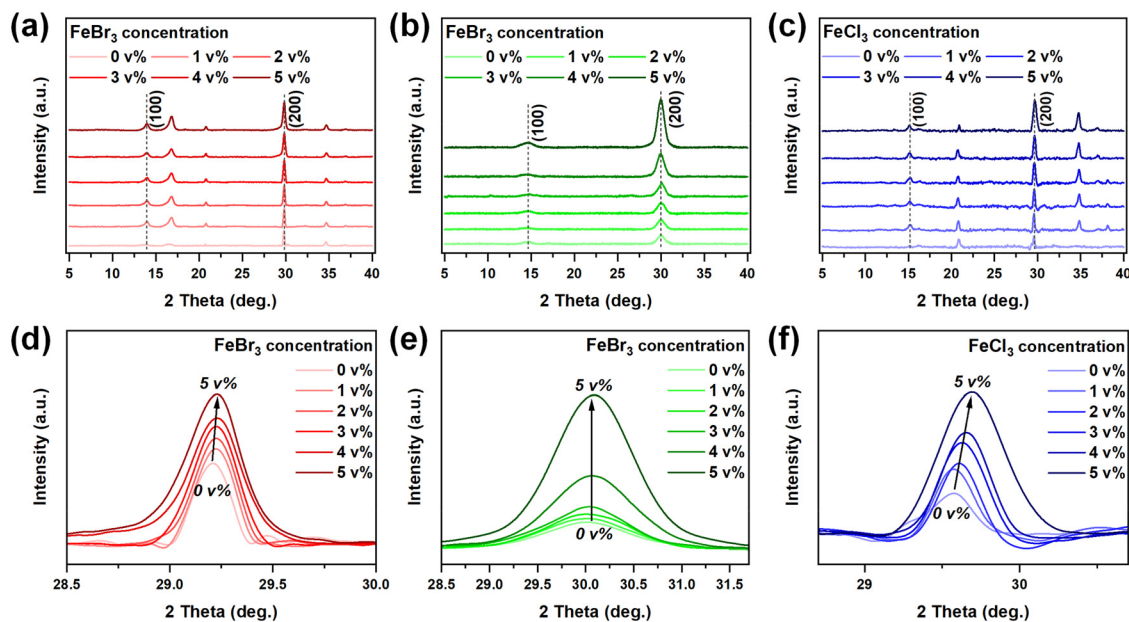 (a)
FeBr3 concentration
0 v% 1 v% 2 v%
3 v% 4 v% 5 v%
(100)
(200)
Intensity (a.u.)
5 10 15 20 25 30 35 40
2 Theta (deg.)
(b)
FeBr3 concentration
0 v% 1 v% 2 v%
3 v% 4 v% 5 v%
(100)
(200)
Intensity (a.u.)
5 10 15 20 25 30 35 40
2 Theta (deg.)
(c)
FeCl3 concentration
0 v% 1 v% 2 v%
3 v% 4 v% 5 v%
(100)
(200)
Intensity (a.u.)
5 10 15 20 25 30 35 40
2 Theta (deg.)
(d)
FeBr3 concentration
0 v%
1 v%
2 v%
3 v%
4 v%
5 v%
5 v%
0 v%
Intensity (a.u.)
28.5 29.0 29.5 30.0
2 Theta (deg.)
(e)
FeBr3 concentration
0 v%
1 v%
2 v%
3 v%
4 v%
5 v%
5 v%
0 v%
Intensity (a.u.)
28.5 29.0 29.5 30.0 30.5 31.0 31.5
2 Theta (deg.)
(f)
FeCl3 concentration
0 v%
1 v%
2 v%
3 v%
4 v%
5 v%
5 v%
0 v%
Intensity (a.u.)
29 30
2 Theta (deg.)